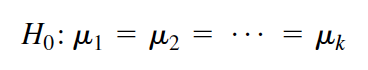 H₀: μ₁ = μ₂ = ··· = μₖ